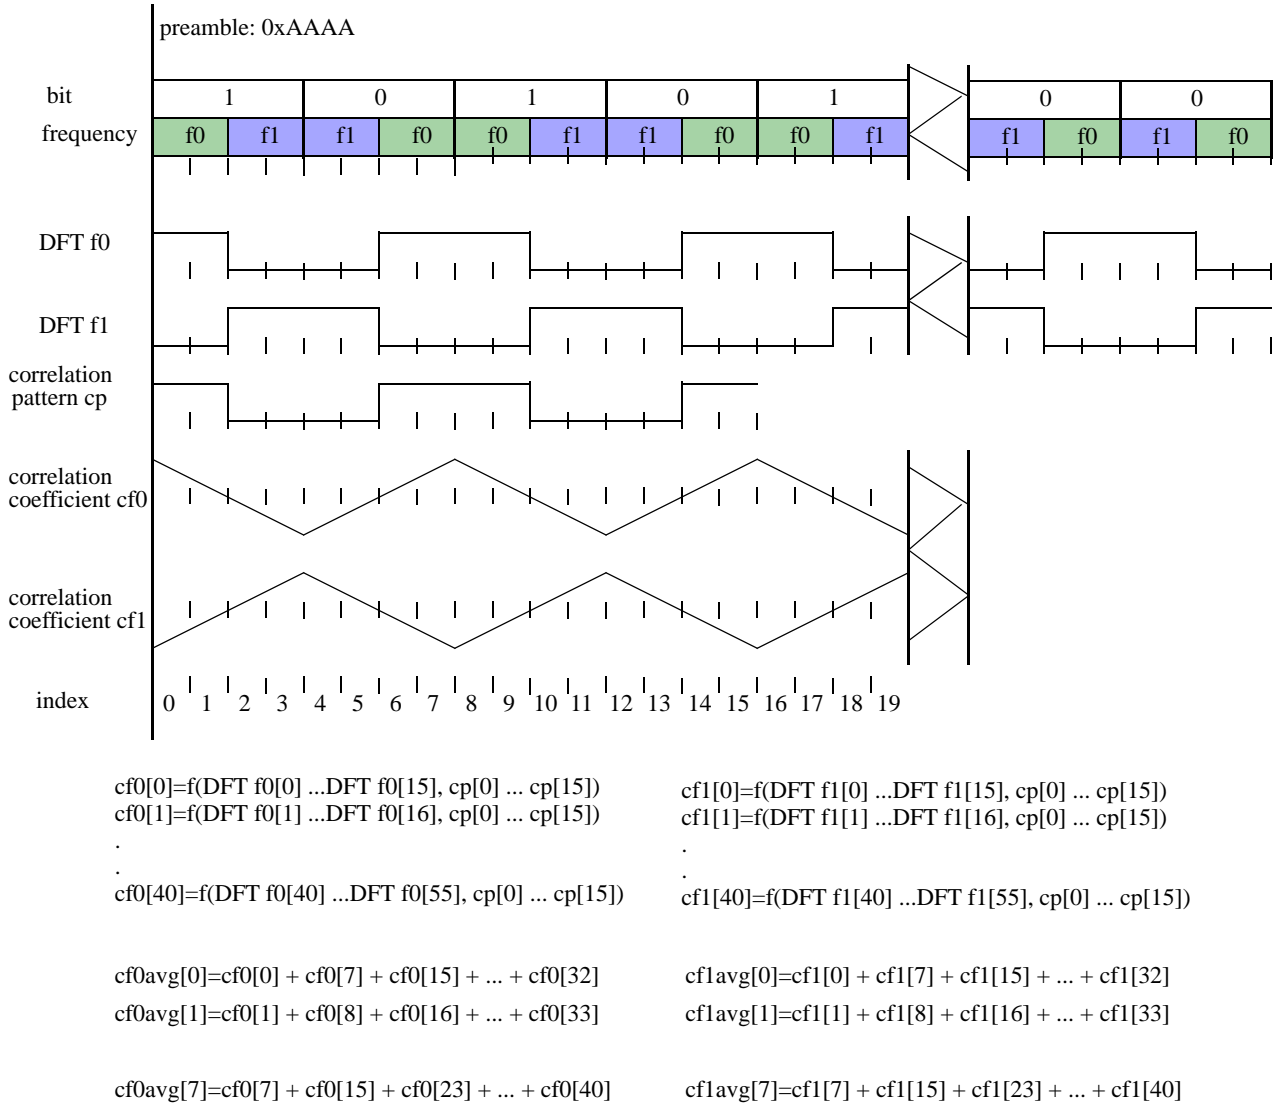 preamble: 0xAAAA
bit 1 0 1 0 1 0 0
frequency f0 f1 f1 f0 f0 f1 f1 f0 f0 f1 f1 f0 f1 f0
DFT f0
DFT f1
correlation
pattern cp
correlation
coefficient cf0
correlation
coefficient cf1
index 0 1 2 3 4 5 6 7 8 9 10 11 12 13 14 15 16 17 18 19
cf0[0]=f(DFT f0[0] ...DFT f0[15], cp[0] ... cp[15])
cf0[1]=f(DFT f0[1] ...DFT f0[16], cp[0] ... cp[15])
.
.
cf0[40]=f(DFT f0[40] ...DFT f0[55], cp[0] ... cp[15])
cf1[0]=f(DFT f1[0] ...DFT f1[15], cp[0] ... cp[15])
cf1[1]=f(DFT f1[1] ...DFT f1[16], cp[0] ... cp[15])
.
.
cf1[40]=f(DFT f1[40] ...DFT f1[55], cp[0] ... cp[15])
cf0avg[0]=cf0[0] + cf0[7] + cf0[15] + ... + cf0[32]
cf0avg[1]=cf0[1] + cf0[8] + cf0[16] + ... + cf0[33]
cf0avg[7]=cf0[7] + cf0[15] + cf0[23] + ... + cf0[40]
cf1avg[0]=cf1[0] + cf1[7] + cf1[15] + ... + cf1[32]
cf1avg[1]=cf1[1] + cf1[8] + cf1[16] + ... + cf1[33]
cf1avg[7]=cf1[7] + cf1[15] + cf1[23] + ... + cf1[40]